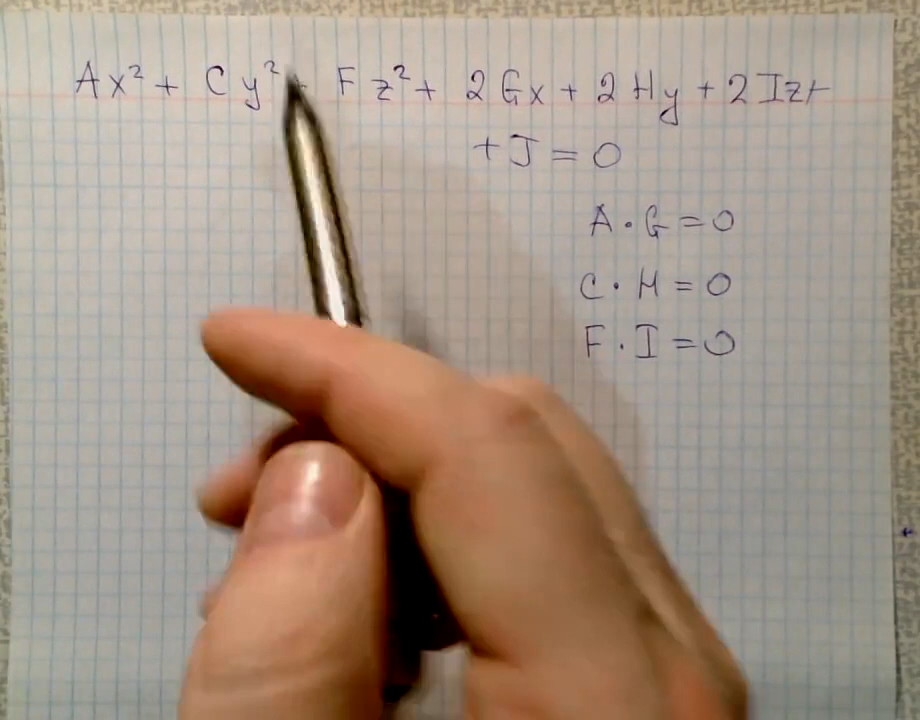 Ax² + Cy² + Fz² + 2Gx + 2Hy + 2Iz +
+ J = 0
A · G = 0
C · H = 0
F · I = 0